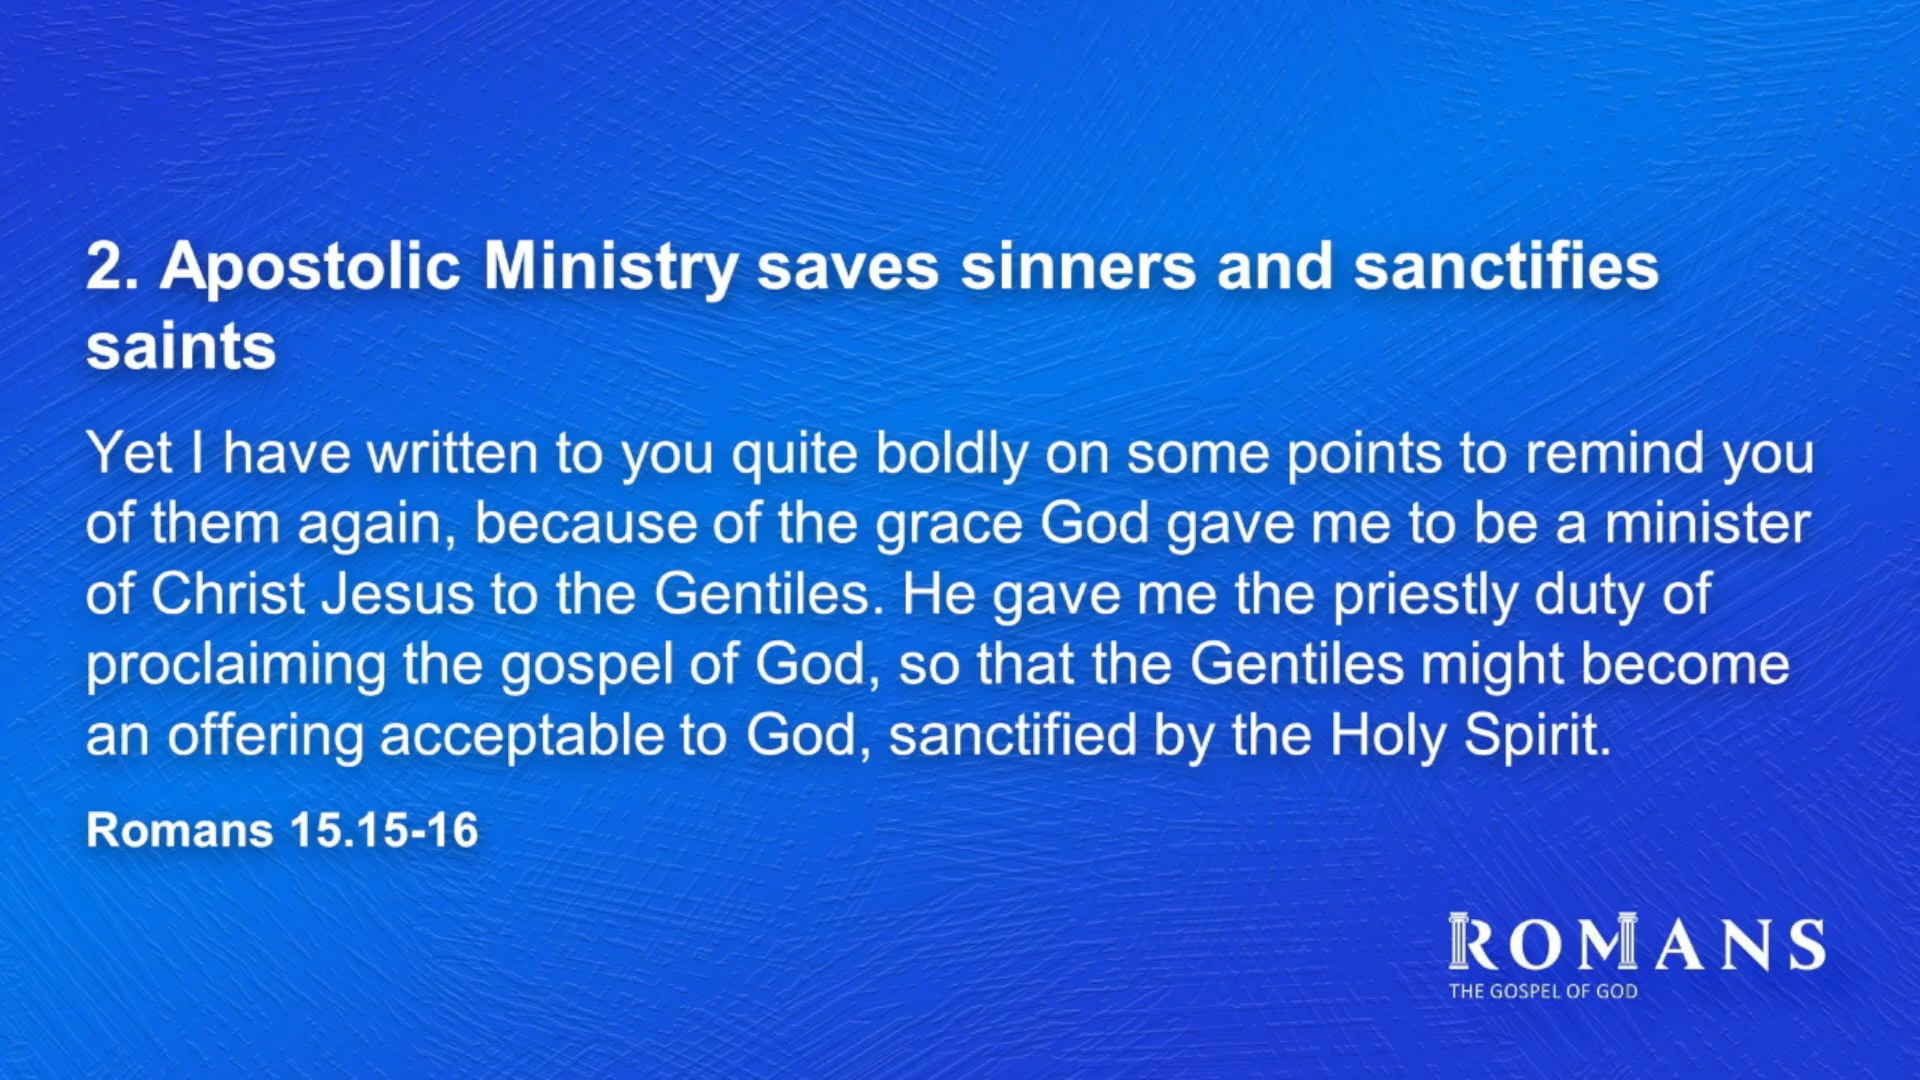 2. Apostolic Ministry saves sinners and sanctifies
saints
Yet I have written to you quite boldly on some points to remind you
of them again, because of the grace God gave me to be a minister
of Christ Jesus to the Gentiles. He gave me the priestly duty of
proclaiming the gospel of God, so that the Gentiles might become
an offering acceptable to God, sanctified by the Holy Spirit.
Romans 15.15-16
ROMANS
THE GOSPEL OF GOD